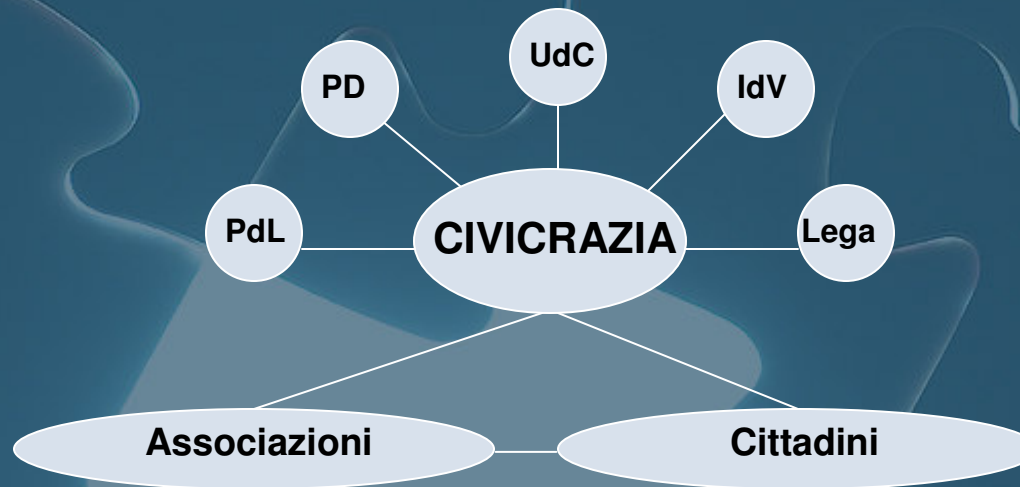 UdC
PD
IdV
PdL
CIVICRAZIA
Lega
Associazioni
Cittadini